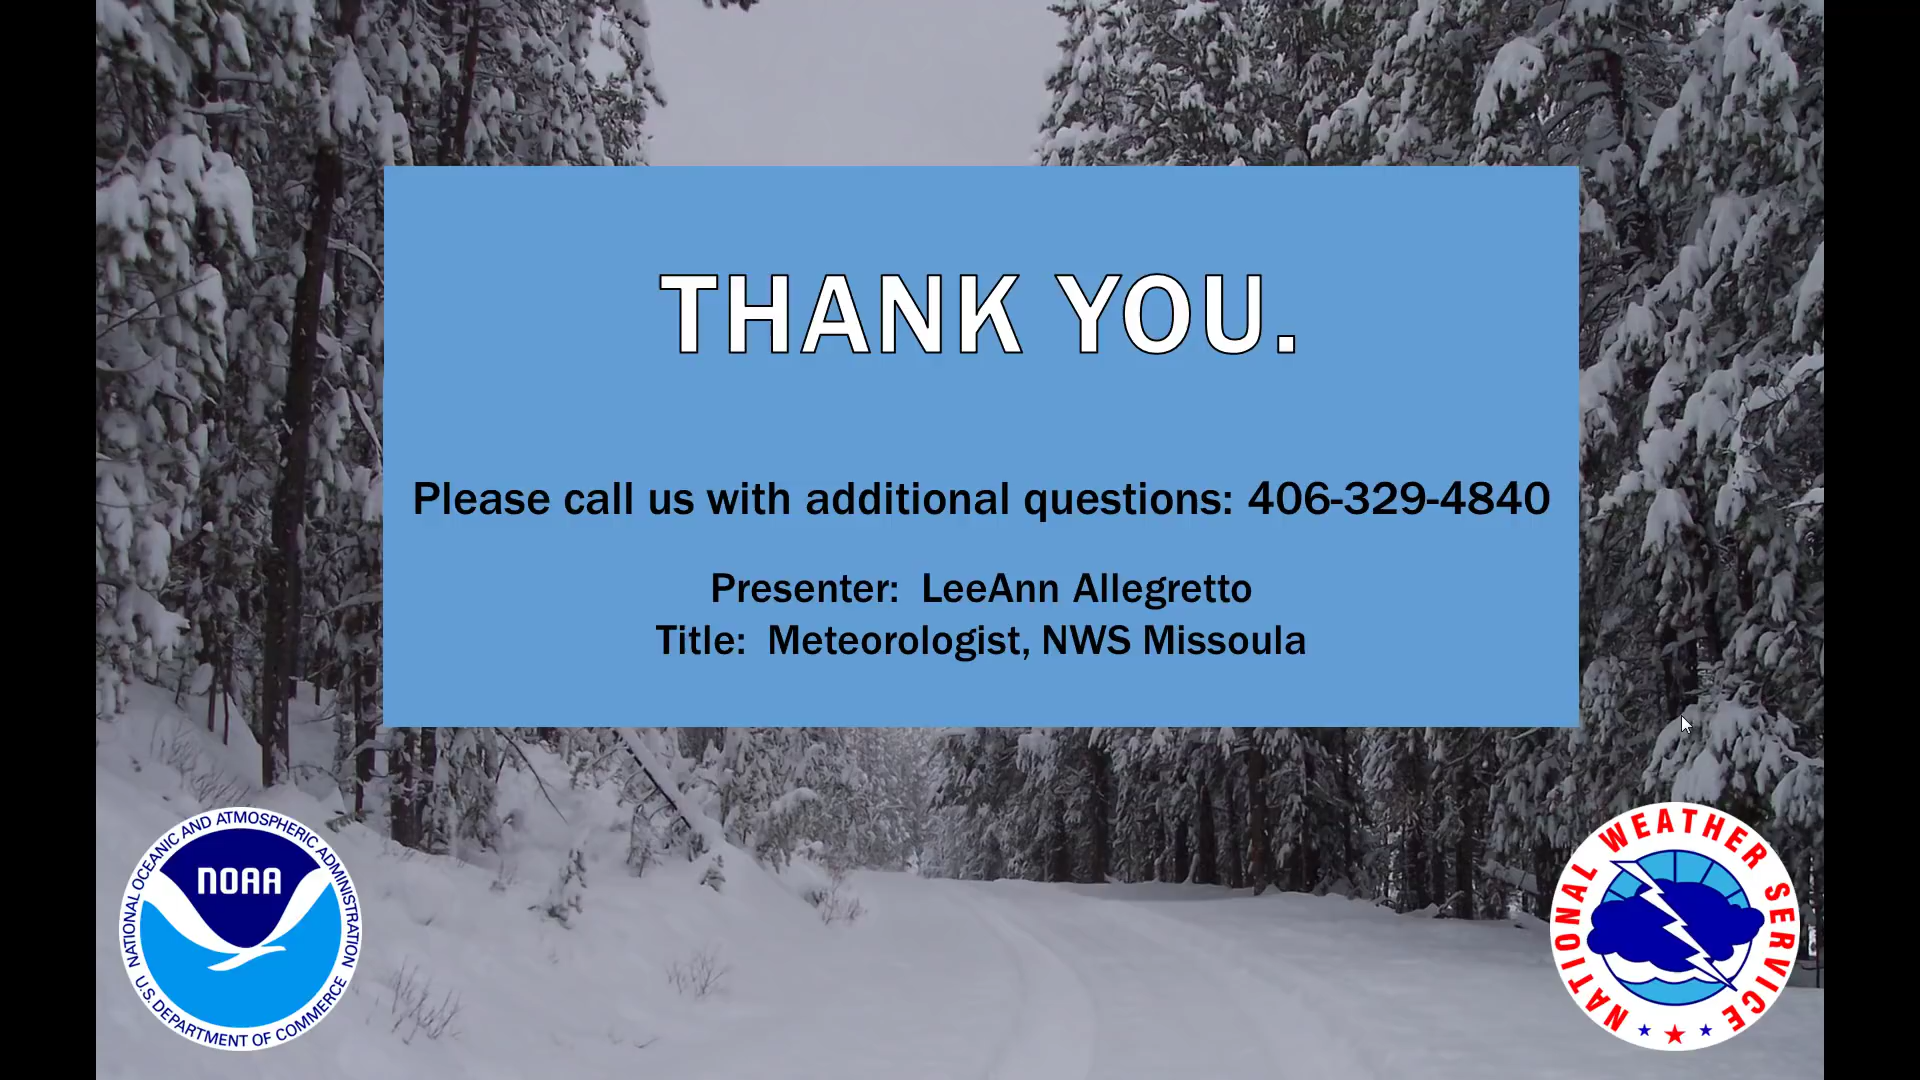 THANK YOU.
Please call us with additional questions: 406-329-4840
Presenter: LeeAnn Allegretto
Title: Meteorologist, NWS Missoula
NATIONAL OCEANIC AND ATMOSPHERIC ADMINISTRATION
NOAA
U.S. DEPARTMENT OF COMMERCE
NATIONAL WEATHER SERVICE